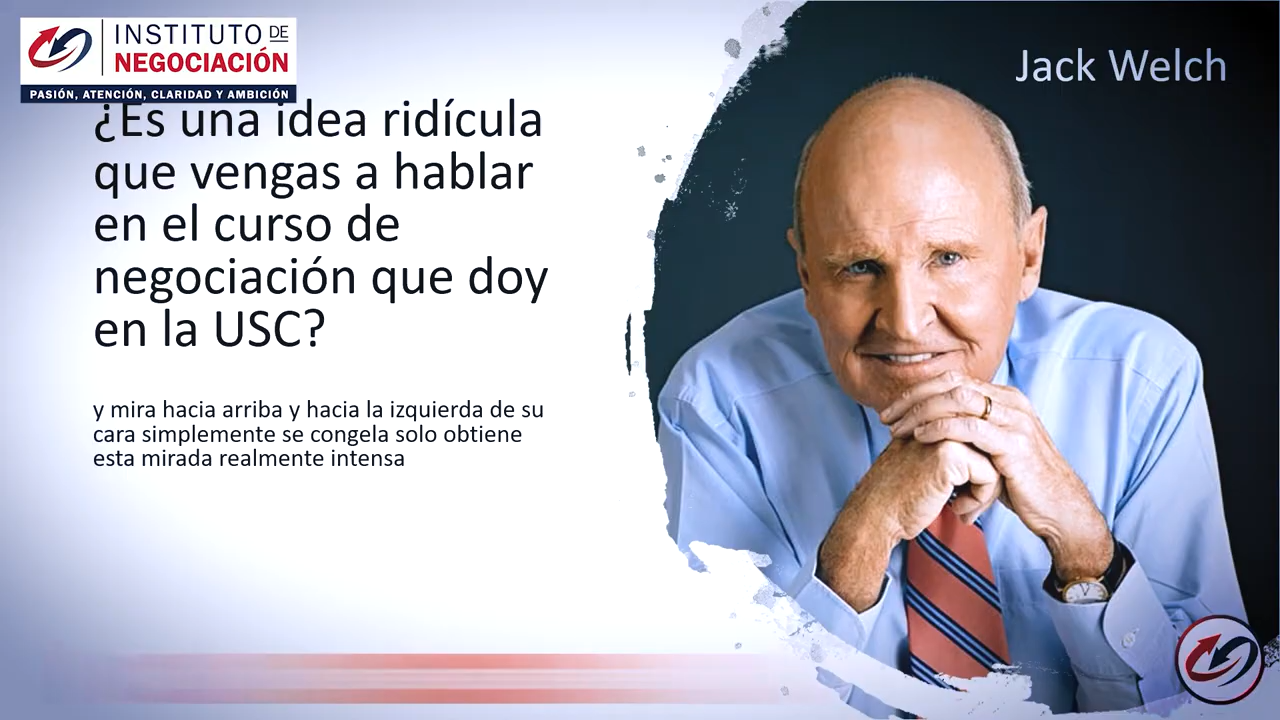 INSTITUTO DE
NEGOCIACIÓN
PASIÓN, ATENCIÓN, CLARIDAD Y AMBICIÓN
Jack Welch
¿Es una idea ridícula
que vengas a hablar
en el curso de
negociación que doy
en la USC?
y mira hacia arriba y hacia la izquierda de su
cara simplemente se congela solo obtiene
esta mirada realmente intensa